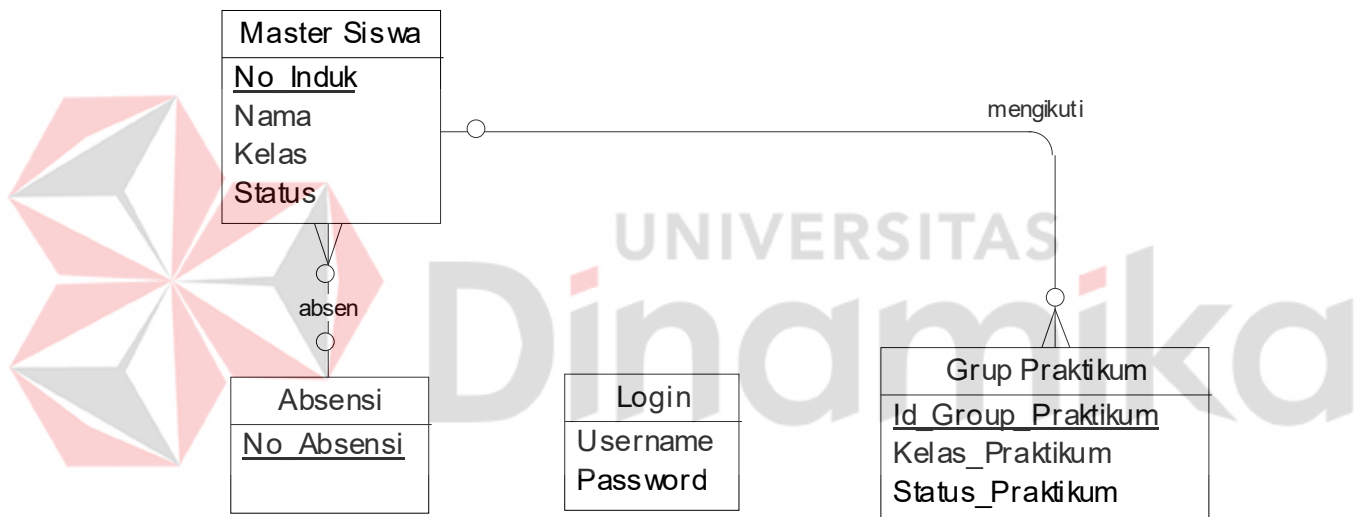 Master Siswa
No_Induk
Nama
Kelas
Status
mengikuti
UNIVERSITAS
Dinamika
absen
Absensi
No_Absensi
Login
Username
Password
Grup Praktikum
Id_Group_Praktikum
Kelas_Praktikum
Status_Praktikum